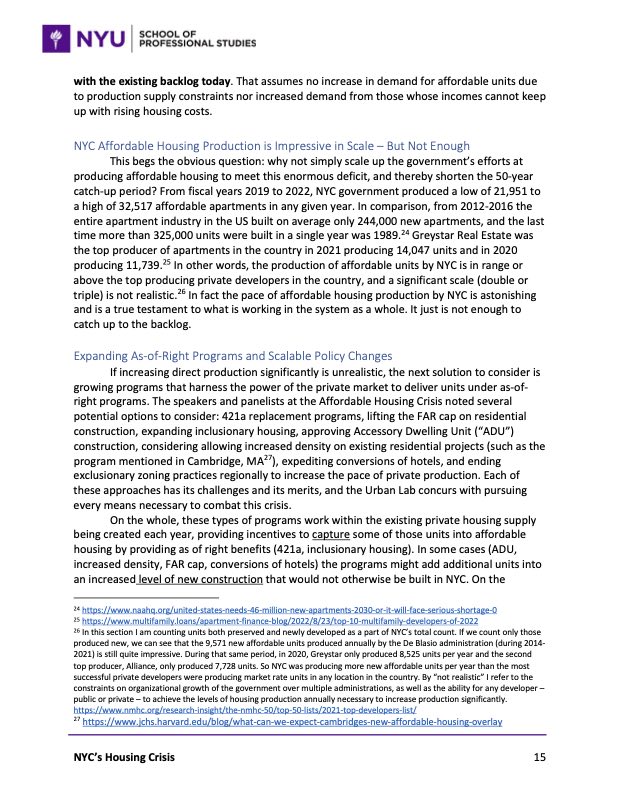 NYU
SCHOOL OF
PROFESSIONAL STUDIES
with the existing backlog today. That assumes no increase in demand for affordable units due
to production supply constraints nor increased demand from those whose incomes cannot keep
up with rising housing costs.
NYC Affordable Housing Production is Impressive in Scale – But Not Enough
This begs the obvious question: why not simply scale up the government's efforts at
producing affordable housing to meet this enormous deficit, and thereby shorten the 50-year
catch-up period? From fiscal years 2019 to 2022, NYC government produced a low of 21,951 to
a high of 32,517 affordable apartments in any given year. In comparison, from 2012-2016 the
entire apartment industry in the US built on average only 244,000 new apartments, and the last
time more than 325,000 units were built in a single year was 1989.24 Greystar Real Estate was
the top producer of apartments in the country in 2021 producing 14,047 units and in 2020
producing 11,739.25 In other words, the production of affordable units by NYC is in range or
above the top producing private developers in the country, and a significant scale (double or
triple) is not realistic.26 In fact the pace of affordable housing production by NYC is astonishing
and is a true testament to what is working in the system as a whole. It just is not enough to
catch up to the backlog.
Expanding As-of-Right Programs and Scalable Policy Changes
If increasing direct production significantly is unrealistic, the next solution to consider is
growing programs that harness the power of the private market to deliver units under as-of-
right programs. The speakers and panelists at the Affordable Housing Crisis noted several
potential options to consider: 421a replacement programs, lifting the FAR cap on residential
construction, expanding inclusionary housing, approving Accessory Dwelling Unit ("ADU")
construction, considering allowing increased density on existing residential projects (such as the
program mentioned in Cambridge, MA27), expediting conversions of hotels, and ending
exclusionary zoning practices regionally to increase the pace of private production. Each of
these approaches has its challenges and its merits, and the Urban Lab concurs with pursuing
every means necessary to combat this crisis.
On the whole, these types of programs work within the existing private housing supply
being created each year, providing incentives to capture some of those units into affordable
housing by providing as of right benefits (421a, inclusionary housing). In some cases (ADU,
increased density, FAR cap, conversions of hotels) the programs might add additional units into
an increased level of new construction that would not otherwise be built in NYC. On the
24 https://www.naahq.org/united-states-needs-46-million-new-apartments-2030-or-it-will-face-serious-shortage-0
25 https://www.multifamily.loans/apartment-finance-blog/2022/8/23/top-10-multifamily-developers-of-2022
26 In this section I am counting units both preserved and newly developed as a part of NYC's total count. If we count only those
produced new, we can see that the 9,571 new affordable units produced annually by the De Blasio administration (during 2014-
2021) is still quite impressive. During that same period, in 2020, Greystar only produced 8,525 units per year and the second
top producer, Alliance, only produced 7,728 units. So NYC was producing more new affordable units per year than the most
successful private developers were producing market rate units in any location in the country. By "not realistic" I refer to the
constraints on organizational growth of the government over multiple administrations, as well as the ability for any developer –
public or private – to achieve the levels of housing production annually necessary to increase production significantly.
https://www.nmhc.org/research-insight/the-nmhc-50/top-50-lists/2021-top-developers-list/
27 https://www.jchs.harvard.edu/blog/what-can-we-expect-cambridges-new-affordable-housing-overlay
NYC's Housing Crisis
15